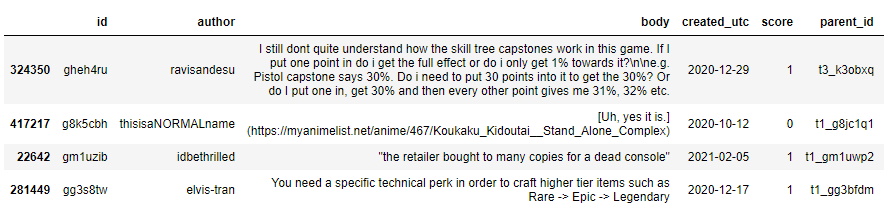 id author body created_utc score parent_id
I still dont quite understand how the skill tree capstones work in this game. If I
put one point in do i get the full effect or do i only get 1% towards it?\n\ne.g.
324350 gheh4ru ravisandesu Pistol capstone says 30%. Do i need to put 30 points into it to get the 30%? Or 2020-12-29 1 t3_k3obxq
do I put one in, get 30% and then every other point gives me 31%, 32% etc.
[Uh, yes it is.]
417217 g8k5cbh thisisaNORMALname (https://myanimelist.net/anime/467/Koukaku_Kidoutai__Stand_Alone_Complex) 2020-10-12 0 t1_g8jc1q1
22642 gm1uzib idbethrilled "the retailer bought to many copies for a dead console" 2021-02-05 1 t1_gm1uwp2
281449 gg3s8tw elvis-tran You need a specific technical perk in order to craft higher tier items such as 2020-12-17 1 t1_gg3bfdm
Rare -> Epic -> Legendary